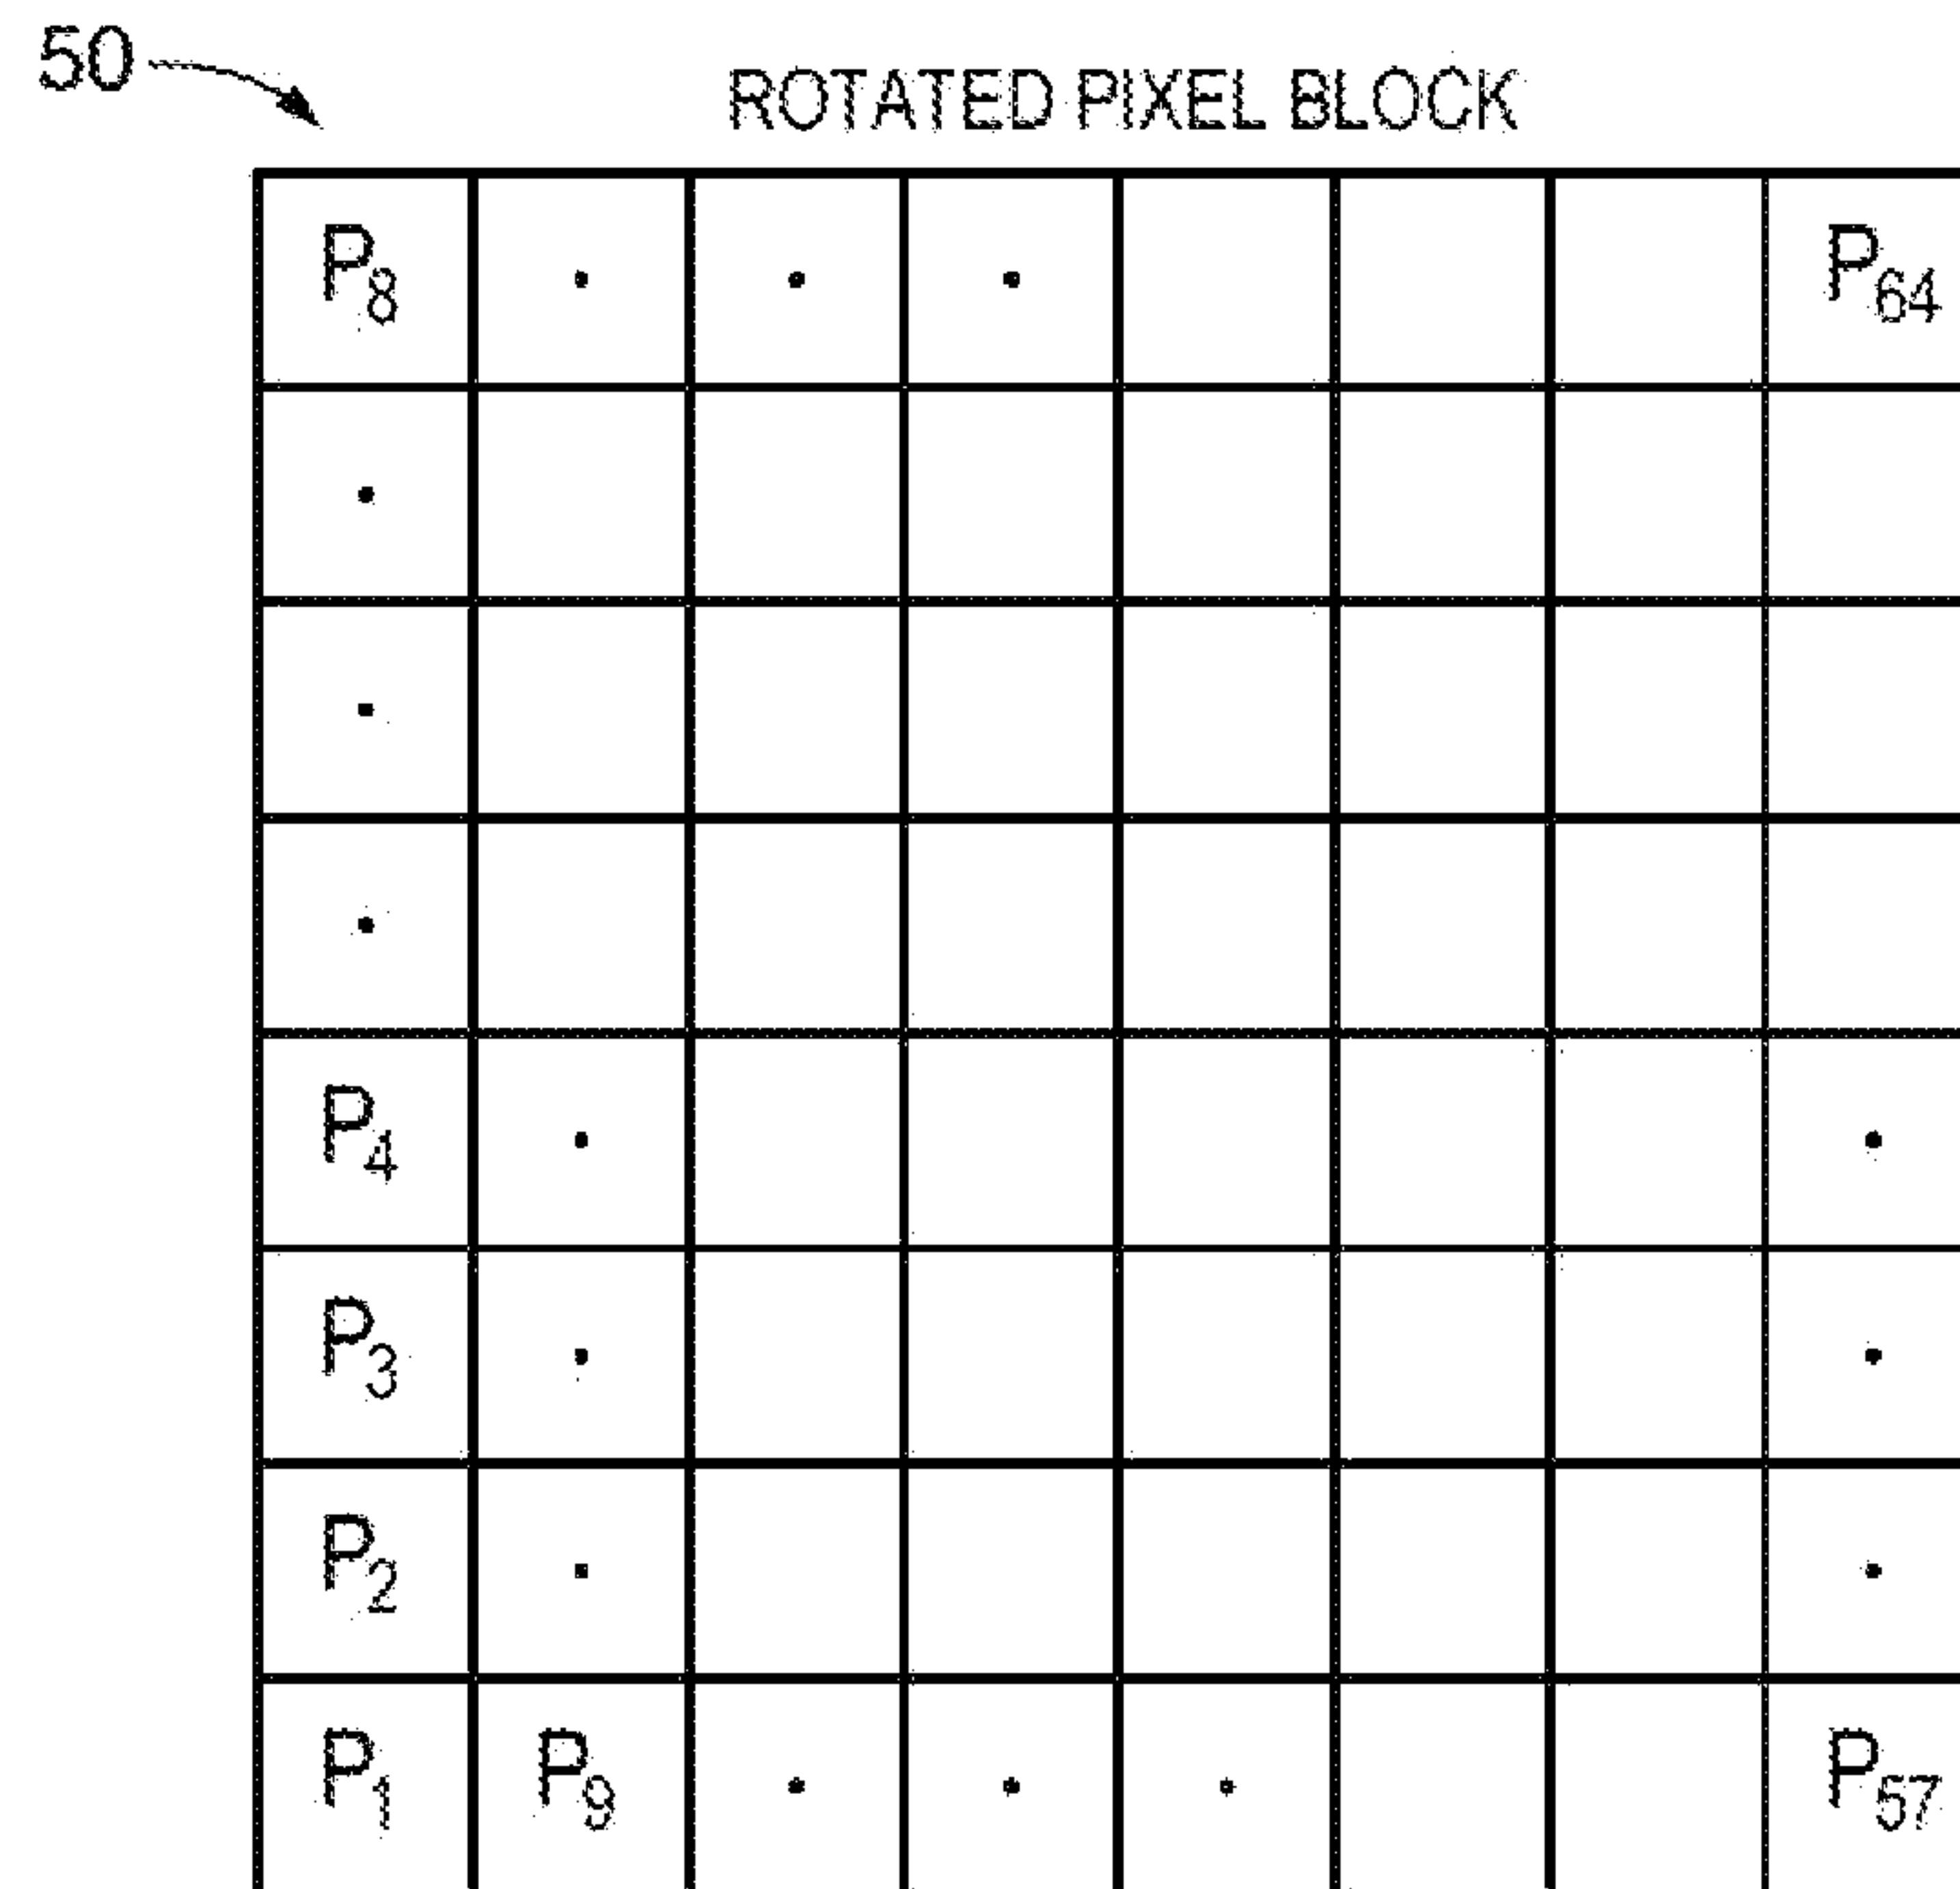 50
ROTATED PIXEL BLOCK
P8 • • • P64
•
•
•
P4 • •
P3 • •
P2 • •
P1 P9 • • • P57